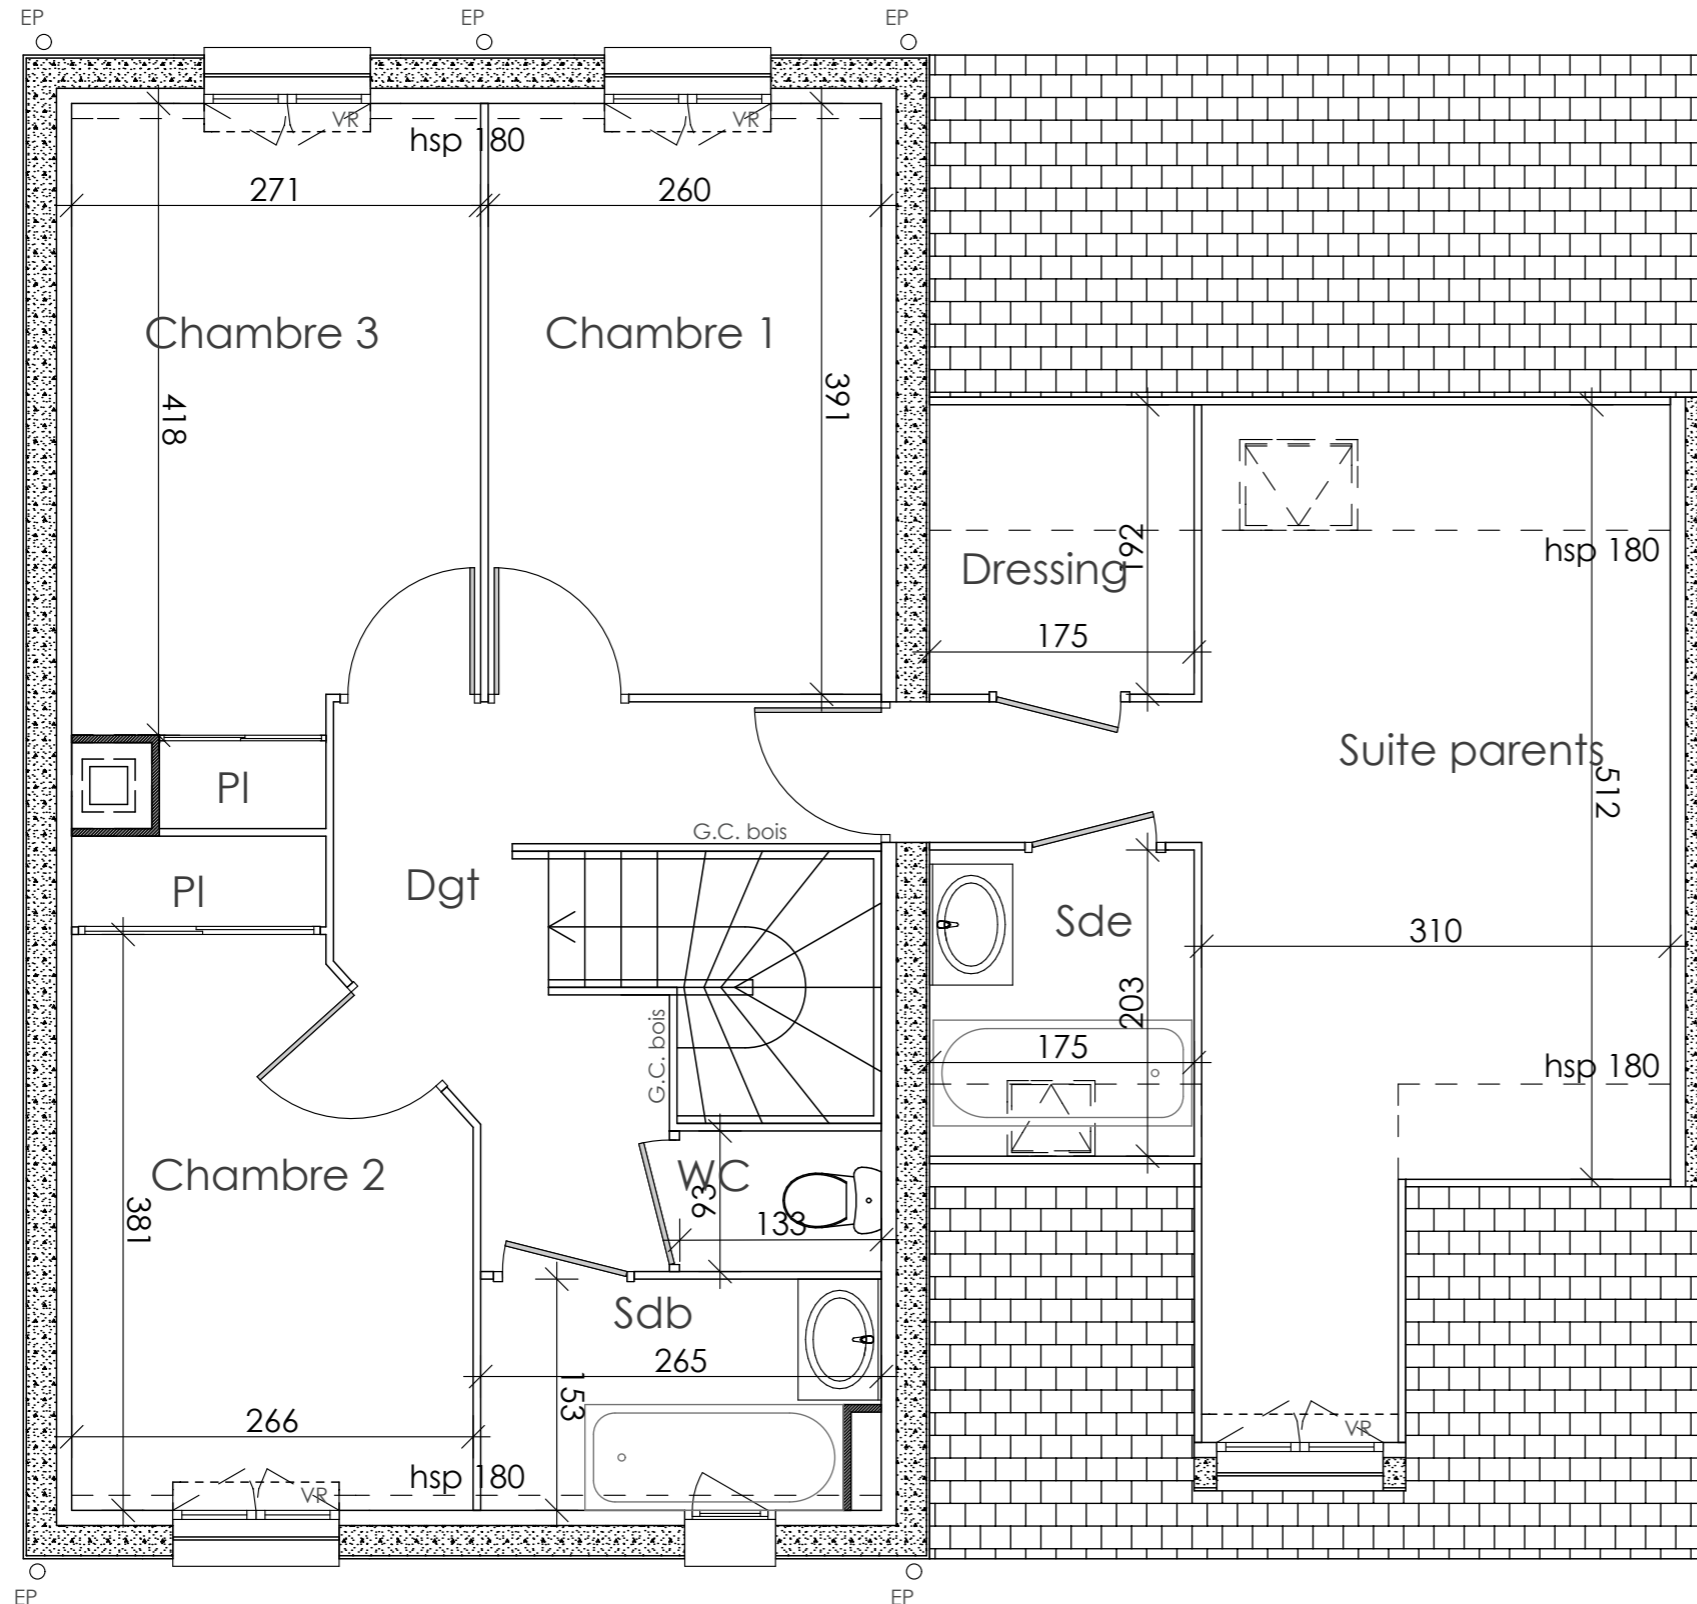 EP
EP
EP
VR
VR
hsp 180
271
260
Chambre 3
Chambre 1
391
418
192
hsp 180
Dressing
175
Suite parents
512
Pl
G.C. bois
Pl
Dgt
Sde
310
203
G.C. bois
175
hsp 180
Chambre 2
WC
93
381
133
Sdb
265
153
266
VR
hsp 180
VR
EP
EP